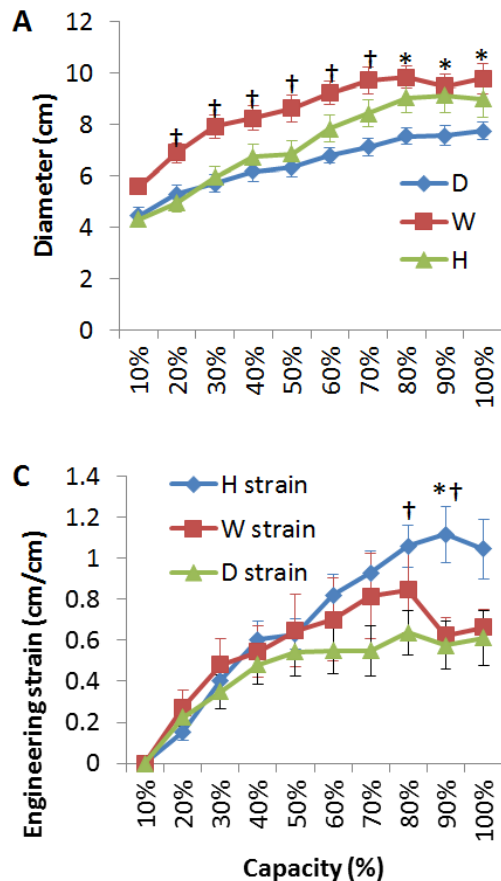 A
Diameter (cm)
12
10
8
6
4
2
0
† † † † † † * * *
D
W
H
10% 20% 30% 40% 50% 60% 70% 80% 90% 100%
C
Engineering strain (cm/cm)
1.4
1.2
1
0.8
0.6
0.4
0.2
0
H strain
W strain
D strain
† *†
10% 20% 30% 40% 50% 60% 70% 80% 90% 100%
Capacity (%)